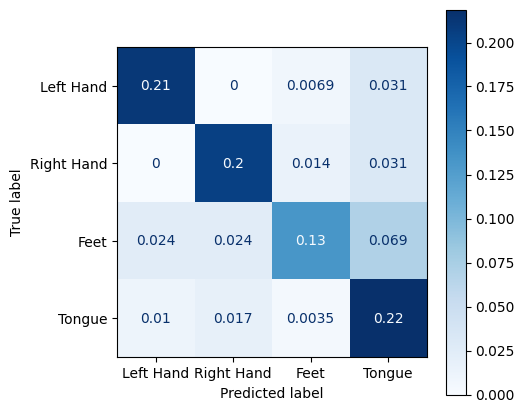 0.200
0.175
0.150
0.125
0.100
0.075
0.050
0.025
0.000
Left Hand 0.21 0 0.0069 0.031
Right Hand 0 0.2 0.014 0.031
Feet 0.024 0.024 0.13 0.069
Tongue 0.01 0.017 0.0035 0.22
Left Hand Right Hand Feet Tongue
Predicted label
True label